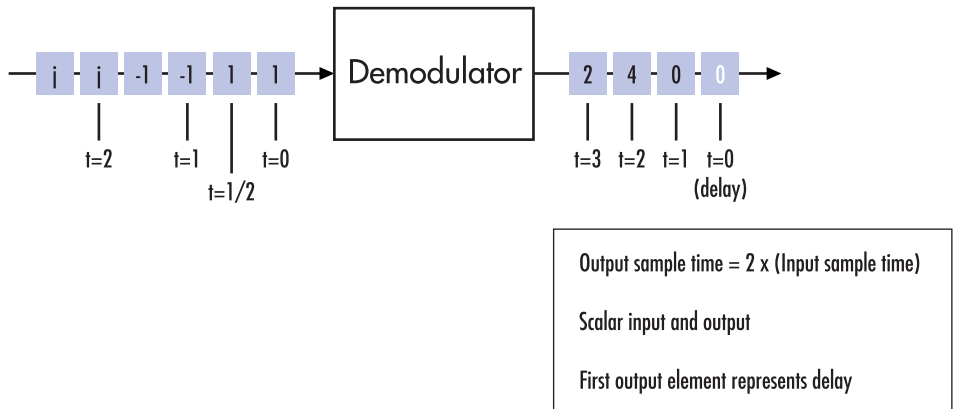 j j -1 -1 1 1 Demodulator 2 4 0 0
t=2 t=1 t=0 t=3 t=2 t=1 t=0
t=1/2 (delay)
Output sample time = 2 x (Input sample time)
Scalar input and output
First output element represents delay